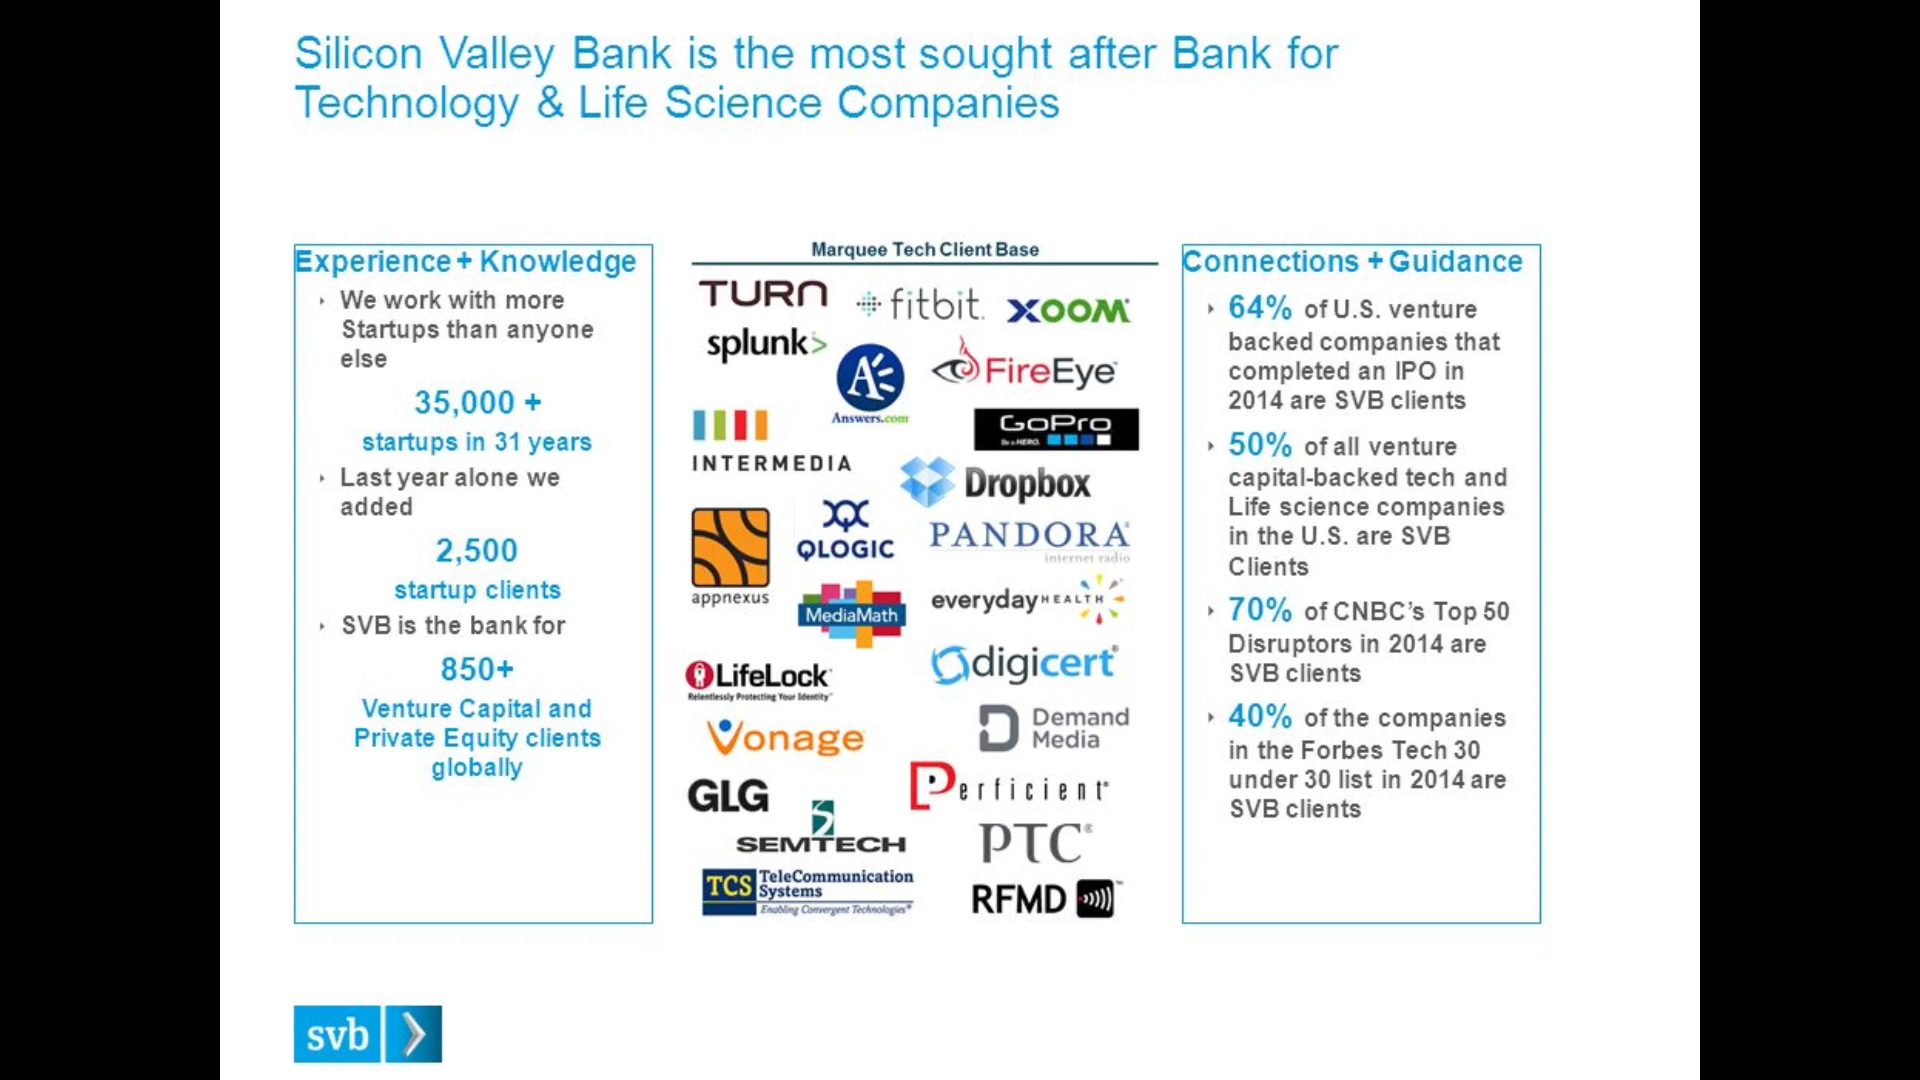 Silicon Valley Bank is the most sought after Bank for
Technology & Life Science Companies
Experience + Knowledge
We work with more
Startups than anyone
else
35,000 +
startups in 31 years
Last year alone we
added
2,500
startup clients
SVB is the bank for
850+
Venture Capital and
Private Equity clients
globally
Marquee Tech Client Base
TURN
fitbit
XOOM
splunk>
A
Answers.com
FireEye
INTERMEDIA
GoPro
Be a HERO.
Dropbox
appnexus
QLOGIC
PANDORA
internet radio
MediaMath
everyday HEALTH
LifeLock
Relentlessly Protecting Your Identity
digicert
Vonage
Demand
Media
GLG
Perficient
SEMTECH
PTC
TCS TeleCommunication
Systems
Enabling Convergent Technologies
RFMD
Connections + Guidance
64% of U.S. venture
backed companies that
completed an IPO in
2014 are SVB clients
50% of all venture
capital-backed tech and
Life science companies
in the U.S. are SVB
Clients
70% of CNBC’s Top 50
Disruptors in 2014 are
SVB clients
40% of the companies
in the Forbes Tech 30
under 30 list in 2014 are
SVB clients
svb